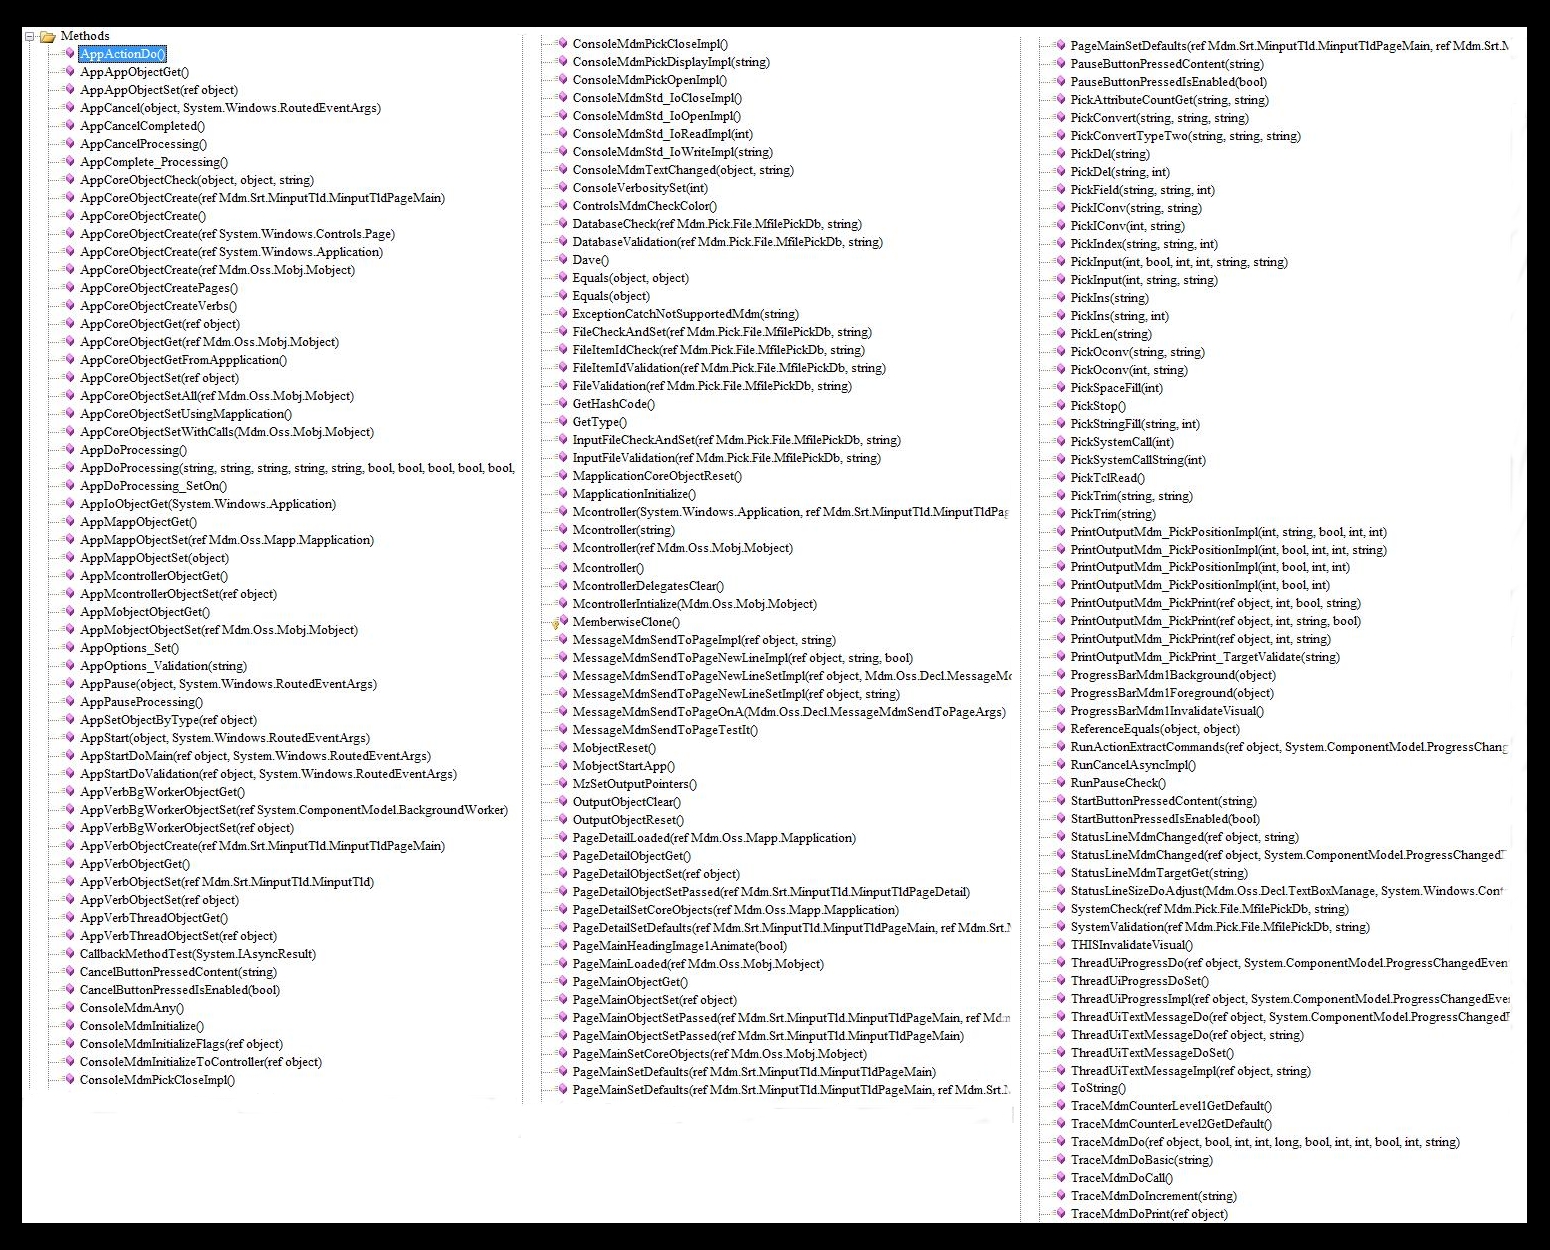 Methods
AppActionDo()
AppAppObjectGet()
AppAppObjectSet(ref object)
AppCancel(object, System.Windows.RoutedEventArgs)
AppCancelCompleted()
AppCancelProcessing()
AppComplete_Processing()
AppCoreObjectCheck(object, object, string)
AppCoreObjectCreate(ref Mdm.Srt.MinputTld.MinputTldPageMain)
AppCoreObjectCreate()
AppCoreObjectCreate(ref System.Windows.Controls.Page)
AppCoreObjectCreate(ref System.Windows.Application)
AppCoreObjectCreate(ref Mdm.Oss.Mobj.Mobject)
AppCoreObjectCreatePages()
AppCoreObjectCreateVerbs()
AppCoreObjectGet(ref object)
AppCoreObjectGet(ref Mdm.Oss.Mobj.Mobject)
AppCoreObjectGetFromAppplication()
AppCoreObjectSet(ref object)
AppCoreObjectSetAll(ref Mdm.Oss.Mobj.Mobject)
AppCoreObjectSetUsingMapplication()
AppCoreObjectSetWithCalls(Mdm.Oss.Mobj.Mobject)
AppDoProcessing()
AppDoProcessing(string, string, string, string, string, bool, bool, bool, bool, bool,
AppDoProcessing_SetOn()
AppIoObjectGet(System.Windows.Application)
AppMappObjectGet()
AppMappObjectSet(ref Mdm.Oss.Mapp.Mapplication)
AppMappObjectSet(object)
AppMcontrollerObjectGet()
AppMcontrollerObjectSet(ref object)
AppMobjectObjectGet()
AppMobjectObjectSet(ref Mdm.Oss.Mobj.Mobject)
AppOptions_Set()
AppOptions_Validation(string)
AppPause(object, System.Windows.RoutedEventArgs)
AppPauseProcessing()
AppSetObjectByType(ref object)
AppStart(object, System.Windows.RoutedEventArgs)
AppStartDoMain(ref object, System.Windows.RoutedEventArgs)
AppStartDoValidation(ref object, System.Windows.RoutedEventArgs)
AppVerbBgWorkerObjectGet()
AppVerbBgWorkerObjectSet(ref System.ComponentModel.BackgroundWorker)
AppVerbBgWorkerObjectSet(ref object)
AppVerbObjectCreate(ref Mdm.Srt.MinputTld.MinputTldPageMain)
AppVerbObjectGet()
AppVerbObjectSet(ref Mdm.Srt.MinputTld.MinputTld)
AppVerbObjectSet(ref object)
AppVerbThreadObjectGet()
AppVerbThreadObjectSet(ref object)
CallbackMethodTest(System.IAsyncResult)
CancelButtonPressedContent(string)
CancelButtonPressedIsEnabled(bool)
ConsoleMdmAny()
ConsoleMdmInitialize()
ConsoleMdmInitializeFlags(ref object)
ConsoleMdmInitializeToController(ref object)
ConsoleMdmPickCloseImpl()
ConsoleMdmPickCloseImpl()
ConsoleMdmPickDisplayImpl(string)
ConsoleMdmPickOpenImpl()
ConsoleMdmStd_IoCloseImpl()
ConsoleMdmStd_IoOpenImpl()
ConsoleMdmStd_IoReadImpl(int)
ConsoleMdmStd_IoWriteImpl(string)
ConsoleMdmTextChanged(object, string)
ConsoleVerbositySet(int)
ControlsMdmCheckColor()
DatabaseCheck(ref Mdm.Pick.File.MfilePickDb, string)
DatabaseValidation(ref Mdm.Pick.File.MfilePickDb, string)
Dave()
Equals(object, object)
Equals(object)
ExceptionCatchNotSupportedMdm(string)
FileCheckAndSet(ref Mdm.Pick.File.MfilePickDb, string)
FileItemIdCheck(ref Mdm.Pick.File.MfilePickDb, string)
FileItemIdValidation(ref Mdm.Pick.File.MfilePickDb, string)
FileValidation(ref Mdm.Pick.File.MfilePickDb, string)
GetHashCode()
GetType()
InputFileCheckAndSet(ref Mdm.Pick.File.MfilePickDb, string)
InputFileValidation(ref Mdm.Pick.File.MfilePickDb, string)
MapplicationCoreObjectReset()
MapplicationInitialize()
Mcontroller(System.Windows.Application, ref Mdm.Srt.MinputTld.MinputTldPag
Mcontroller(string)
Mcontroller(ref Mdm.Oss.Mobj.Mobject)
Mcontroller()
McontrollerDelegatesClear()
McontrollerIntialize(Mdm.Oss.Mobj.Mobject)
MemberwiseClone()
MessageMdmSendToPageImpl(ref object, string)
MessageMdmSendToPageNewLineImpl(ref object, string, bool)
MessageMdmSendToPageNewLineSetImpl(ref object, Mdm.Oss.Decl.MessageMd
MessageMdmSendToPageNewLineSetImpl(ref object, string)
MessageMdmSendToPageOnA(Mdm.Oss.Decl.MessageMdmSendToPageArgs)
MessageMdmSendToPageTestIt()
MobjectReset()
MobjectStartApp()
MzSetOutputPointers()
OutputObjectClear()
OutputObjectReset()
PageDetailLoaded(ref Mdm.Oss.Mapp.Mapplication)
PageDetailObjectGet()
PageDetailObjectSet(ref object)
PageDetailObjectSetPassed(ref Mdm.Srt.MinputTld.MinputTldPageDetail)
PageDetailSetCoreObjects(ref Mdm.Oss.Mapp.Mapplication)
PageDetailSetDefaults(ref Mdm.Srt.MinputTld.MinputTldPageMain, ref Mdm.Srt.
PageMainHeadingImage1Animate(bool)
PageMainLoaded(ref Mdm.Oss.Mobj.Mobject)
PageMainObjectGet()
PageMainObjectSet(ref object)
PageMainObjectSetPassed(ref Mdm.Srt.MinputTld.MinputTldPageMain, ref Mdm
PageMainObjectSetPassed(ref Mdm.Srt.MinputTld.MinputTldPageMain)
PageMainSetCoreObjects(ref Mdm.Oss.Mobj.Mobject)
PageMainSetDefaults(ref Mdm.Srt.MinputTld.MinputTldPageMain)
PageMainSetDefaults(ref Mdm.Srt.MinputTld.MinputTldPageMain, ref Mdm.Srt.
PageMainSetDefaults(ref Mdm.Srt.MinputTld.MinputTldPageMain, ref Mdm.Srt.M
PauseButtonPressedContent(string)
PauseButtonPressedIsEnabled(bool)
PickAttributeCountGet(string, string)
PickConvert(string, string, string)
PickConvertTypeTwo(string, string, string)
PickDel(string)
PickDel(string, int)
PickField(string, string, int)
PickIConv(string, string)
PickIConv(int, string)
PickIndex(string, string, int)
PickInput(int, bool, int, int, string, string)
PickInput(int, string, string)
PickIns(string)
PickIns(string, int)
PickLen(string)
PickOconv(string, string)
PickOconv(int, string)
PickSpaceFill(int)
PickStop()
PickStringFill(string, int)
PickSystemCall(int)
PickSystemCallString(int)
PickTclRead()
PickTrim(string, string)
PickTrim(string)
PrintOutputMdm_PickPositionImpl(int, string, bool, int, int)
PrintOutputMdm_PickPositionImpl(int, bool, int, int, string)
PrintOutputMdm_PickPositionImpl(int, bool, int, int)
PrintOutputMdm_PickPositionImpl(int, bool, int)
PrintOutputMdm_PickPrint(ref object, int, bool, string)
PrintOutputMdm_PickPrint(ref object, int, string, bool)
PrintOutputMdm_PickPrint(ref object, int, string)
PrintOutputMdm_PickPrint_TargetValidate(string)
ProgressBarMdm1Background(object)
ProgressBarMdm1Foreground(object)
ProgressBarMdm1InvalidateVisual()
ReferenceEquals(object, object)
RunActionExtractCommands(ref object, System.ComponentModel.ProgressChang
RunCancelAsyncImpl()
RunPauseCheck()
StartButtonPressedContent(string)
StartButtonPressedIsEnabled(bool)
StatusLineMdmChanged(ref object, string)
StatusLineMdmChanged(ref object, System.ComponentModel.ProgressChanged
StatusLineMdmTargetGet(string)
StatusLineSizeDoAdjust(Mdm.Oss.Decl.TextBoxManage, System.Windows.Cont
SystemCheck(ref Mdm.Pick.File.MfilePickDb, string)
SystemValidation(ref Mdm.Pick.File.MfilePickDb, string)
THISInvalidateVisual()
ThreadUiProgressDo(ref object, System.ComponentModel.ProgressChangedEven
ThreadUiProgressDoSet()
ThreadUiProgressImpl(ref object, System.ComponentModel.ProgressChangedEve
ThreadUiTextMessageDo(ref object, System.ComponentModel.ProgressChanged
ThreadUiTextMessageDo(ref object, string)
ThreadUiTextMessageDoSet()
ThreadUiTextMessageImpl(ref object, string)
ToString()
TraceMdmCounterLevel1GetDefault()
TraceMdmCounterLevel2GetDefault()
TraceMdmDo(ref object, bool, int, int, long, bool, int, int, bool, int, string)
TraceMdmDoBasic(string)
TraceMdmDoCall()
TraceMdmDoIncrement(string)
TraceMdmDoPrint(ref object)